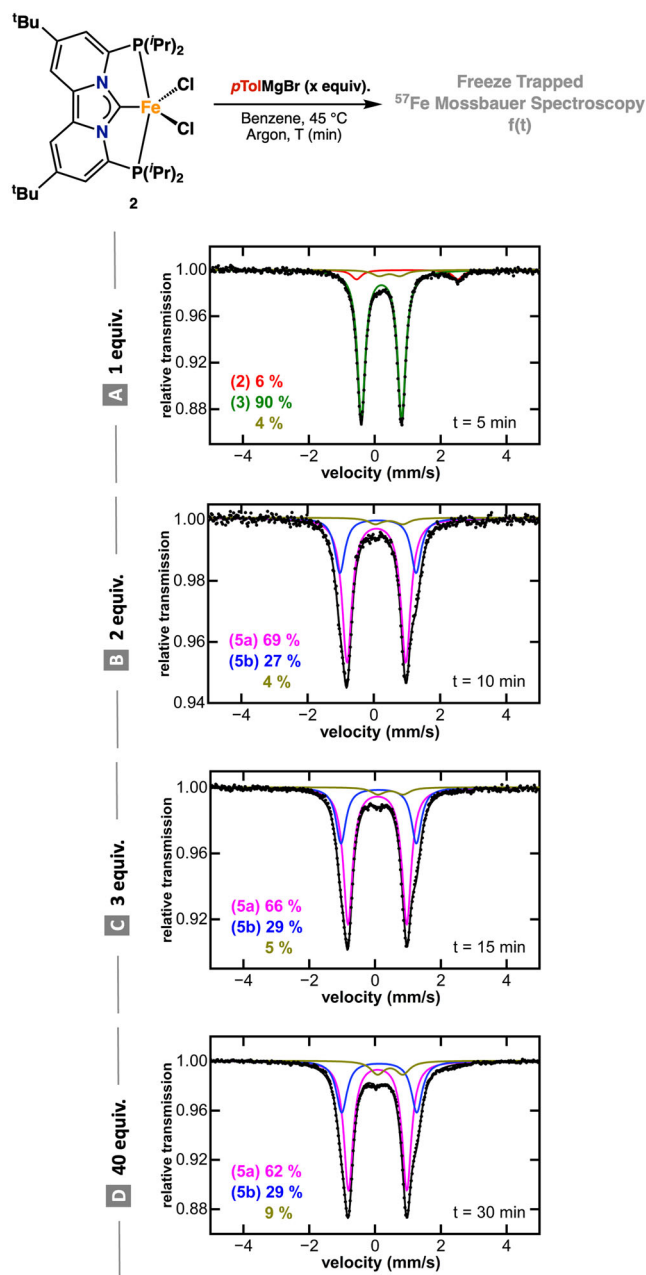 tBu
P(iPr)2
N
Cl
Fe
Cl
N
P(iPr)2
tBu
2
pTolMgBr (x equiv).
Benzene, 45 °C
Argon, T (min)
Freeze Trapped
57Fe Mossbauer Spectroscopy
f(t)
A 1 equiv.
relative transmission
1.00
0.96
0.92
0.88
(2) 6 %
(3) 90 %
4 %
t = 5 min
−4 −2 0 2 4
velocity (mm/s)
B 2 equiv.
relative transmission
1.00
0.98
0.96
0.94
(5a) 69 %
(5b) 27 %
4 %
t = 10 min
−4 −2 0 2 4
velocity (mm/s)
C 3 equiv.
relative transmission
1.00
0.96
0.92
(5a) 66 %
(5b) 29 %
5 %
t = 15 min
−4 −2 0 2 4
velocity (mm/s)
D 40 equiv.
relative transmission
1.00
0.96
0.92
0.88
(5a) 62 %
(5b) 29 %
9 %
t = 30 min
−4 −2 0 2 4
velocity (mm/s)